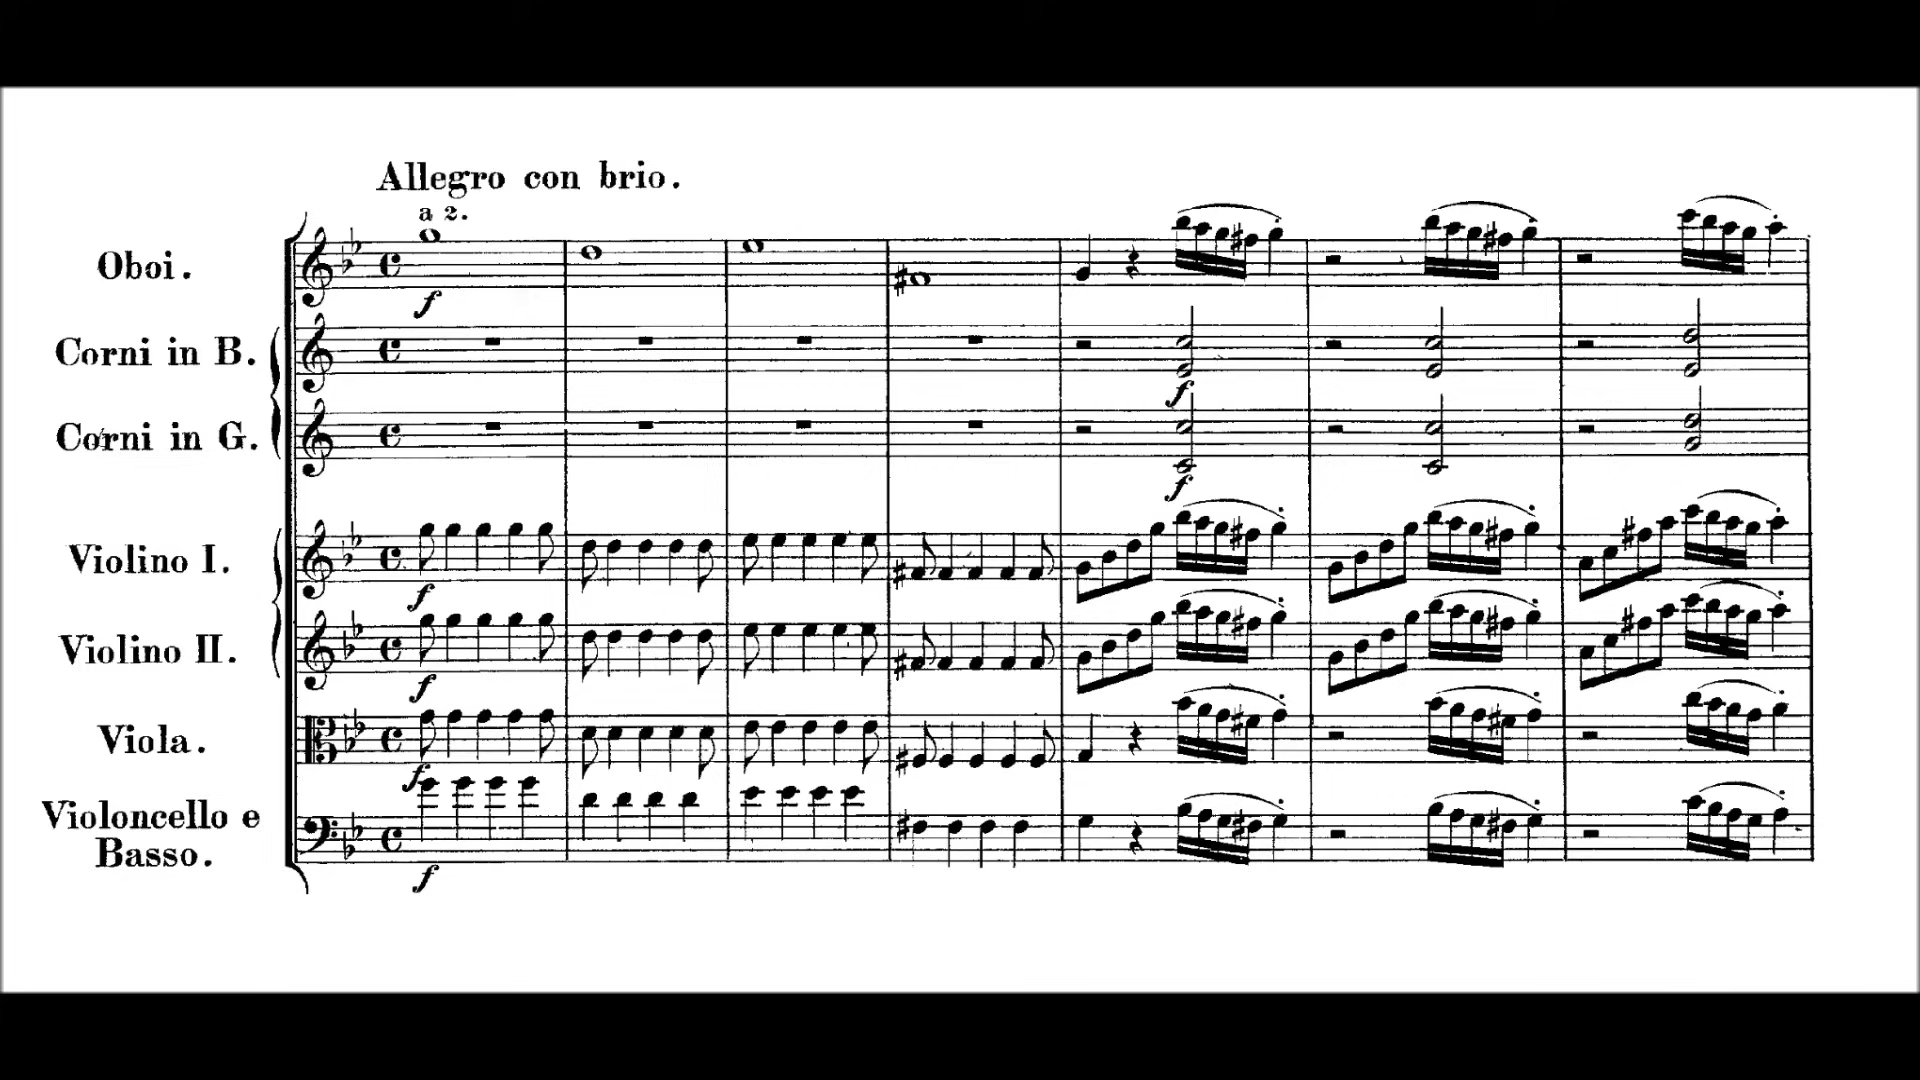 Allegro con brio.
a 2.
Oboi.
f
Corni in B.
f
Corni in G.
f
Violino I.
f
Violino II.
f
Viola.
f
Violoncello e
Basso.
f